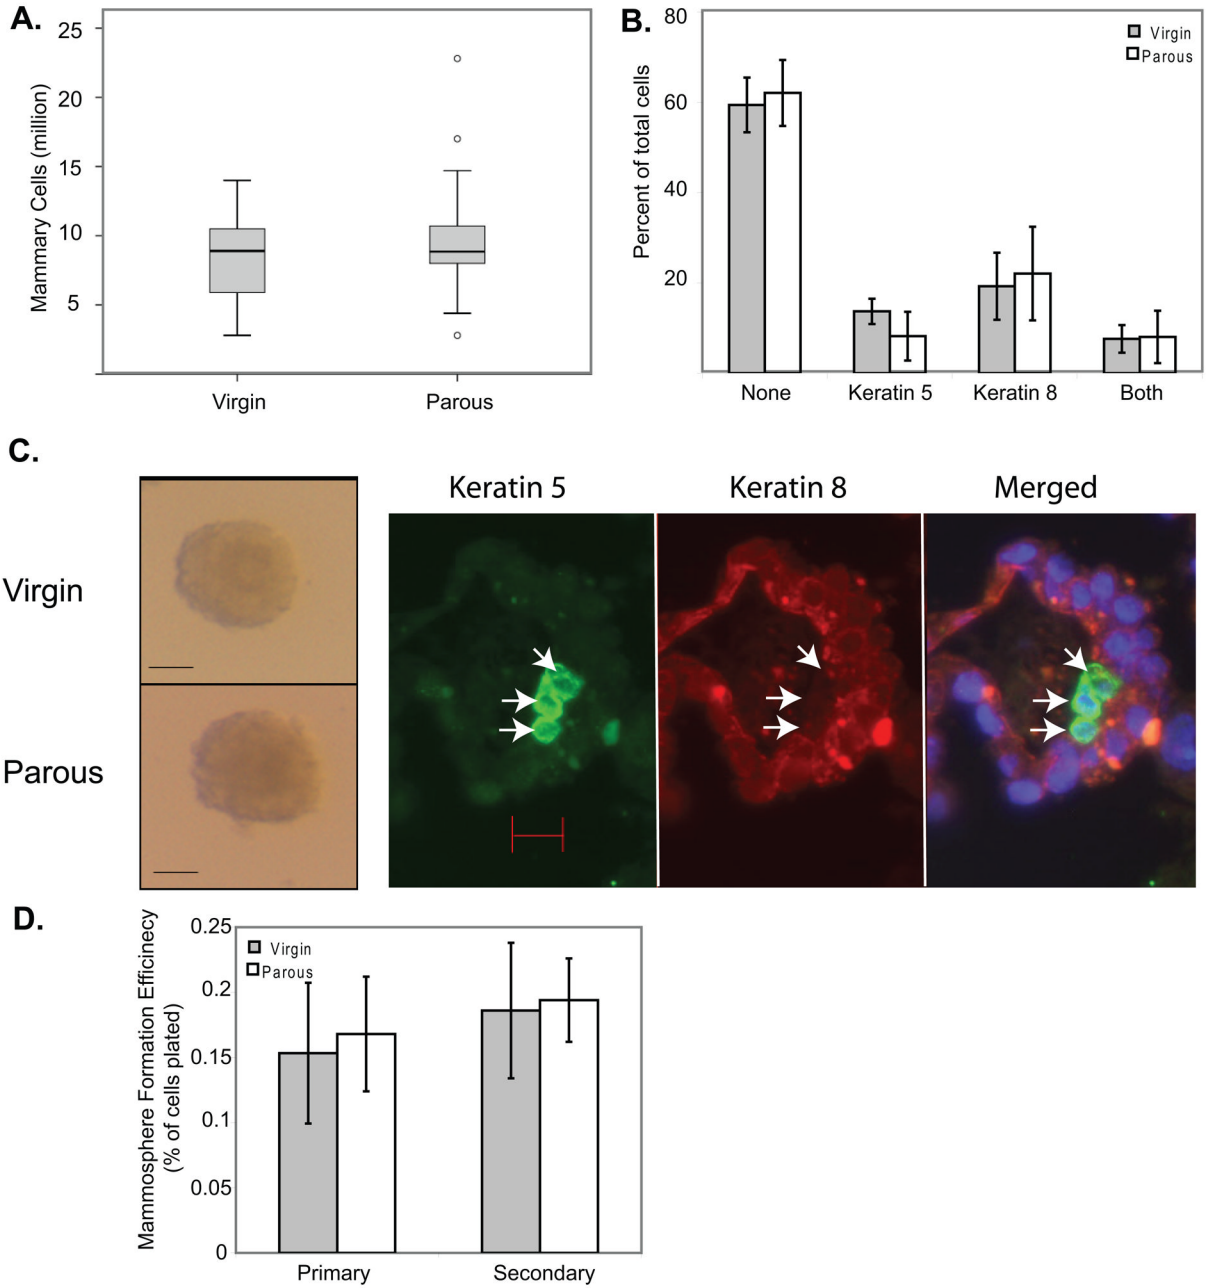 A.
25
20
15
10
5
Mammary Cells (million)
Virgin
Parous
B.
80
60
40
20
Percent of total cells
Virgin
Parous
None
Keratin 5
Keratin 8
Both
C.
Keratin 5
Keratin 8
Merged
Virgin
Parous
D.
0.25
0.2
0.15
0.1
0.05
0
Mammosphere Formation Efficinecy
(% of cells plated)
Virgin
Parous
Primary
Secondary